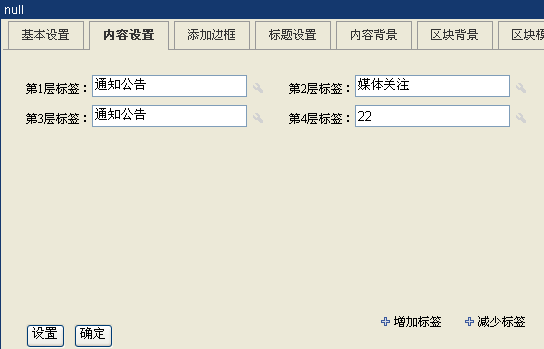 null
基本设置 内容设置 添加边框 标题设置 内容背景 区块背景 区块模
第1层标签： 通知公告 第2层标签： 媒体关注
第3层标签： 通知公告 第4层标签： 22
增加标签 减少标签
设置 确定